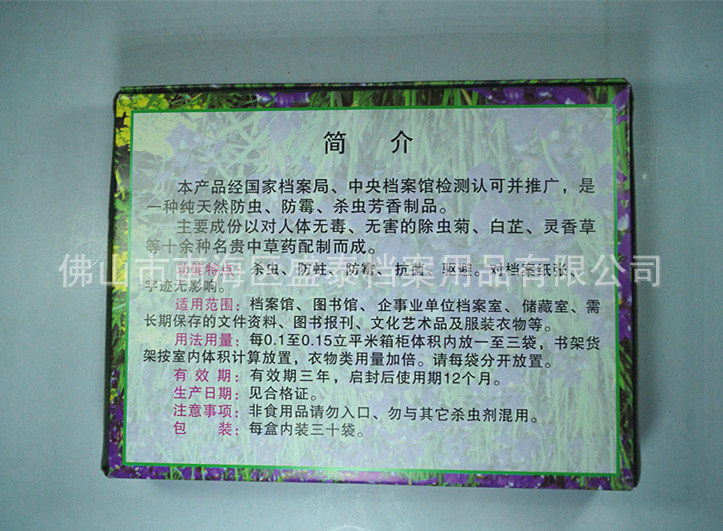 简 介
本产品经国家档案局、中央档案馆检测认可并推广，是
一种纯天然防虫、防霉、杀虫芳香制品。
主要成份以对人体无毒、无害的除虫菊、白芷、灵香草
等十余种名贵中草药配制而成。
佛山市南海区盛泰档案用品有限公司
功能特点：杀虫、防蛀、防霉、抗菌、驱避。对档案纸张、
字迹无影响。
适用范围：档案馆、图书馆、企事业单位档案室、储藏室、需
长期保存的文件资料、图书报刊、文化艺术品及服装衣物等。
用法用量：每0.1至0.15立平米箱柜体积内放一至三袋，书架货
架按室内体积计算放置，衣物类用量加倍。请每袋分开放置。
有 效 期：有效期三年，启封后使用期12个月。
生产日期：见合格证。
注意事项：非食用品请勿入口、勿与其它杀虫剂混用。
包 装：每盒内装三十袋。